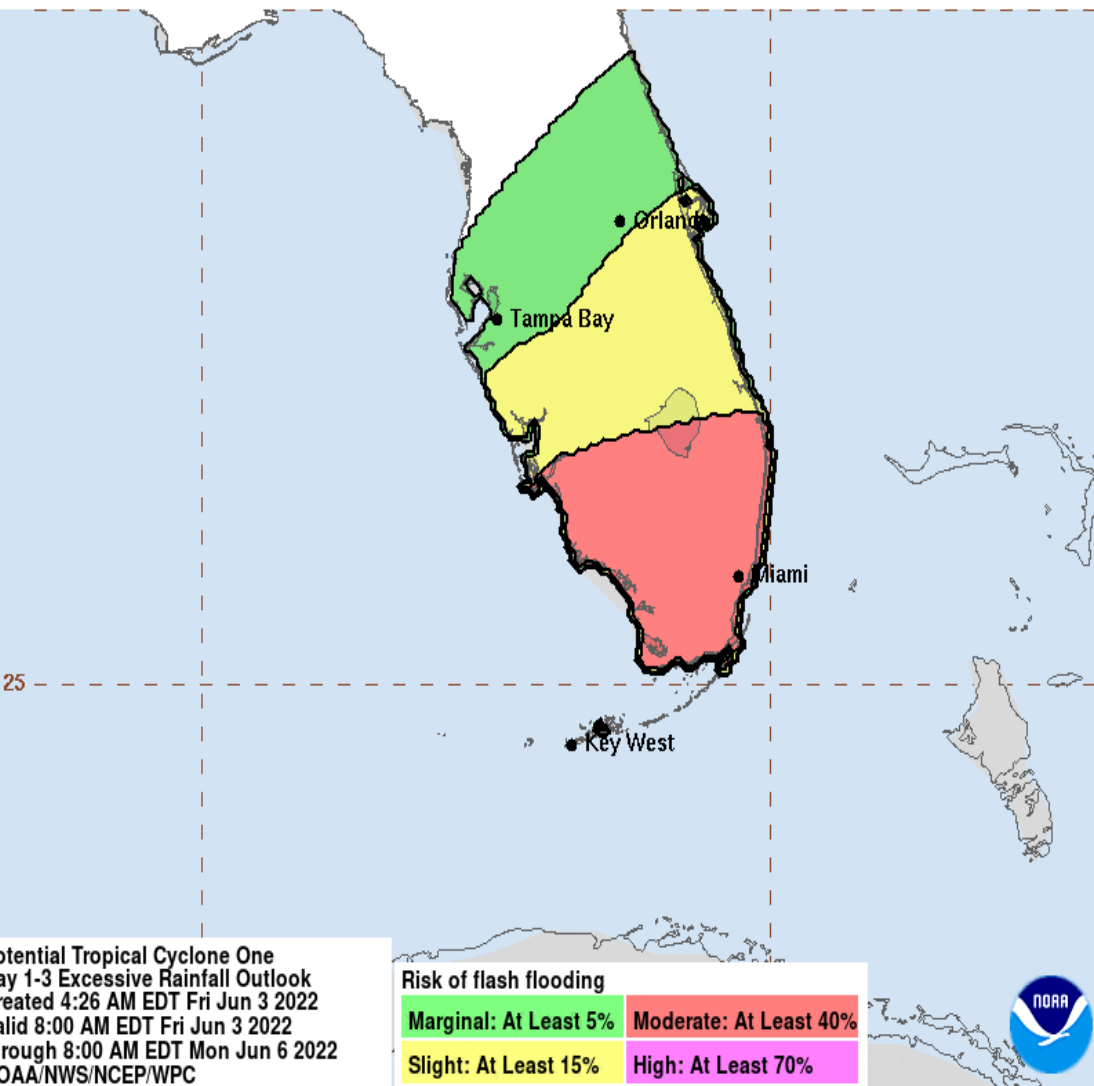 Orlando
Tampa Bay
Miami
25
Key West
otential Tropical Cyclone One
ay 1-3 Excessive Rainfall Outlook
reated 4:26 AM EDT Fri Jun 3 2022
alid 8:00 AM EDT Fri Jun 3 2022
hrough 8:00 AM EDT Mon Jun 6 2022
OAA/NWS/NCEP/WPC
Risk of flash flooding
Marginal: At Least 5%
Moderate: At Least 40%
Slight: At Least 15%
High: At Least 70%
NOAA